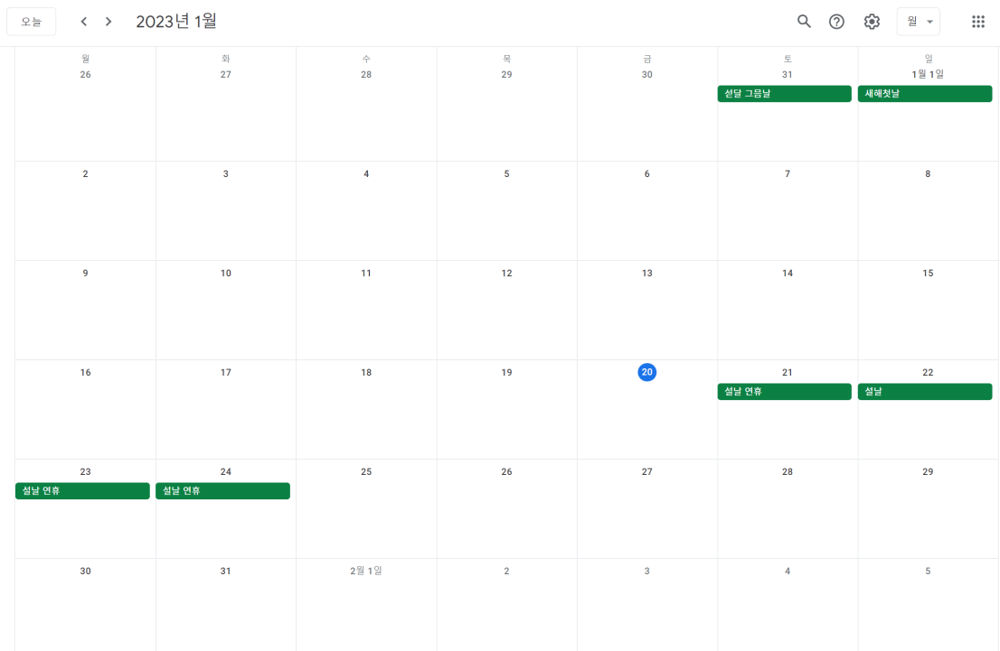 오늘
2023년 1월
월
월 화 수 목 금 토 일
26 27 28 29 30 31 1월 1일
섣달 그믐날 새해첫날
2 3 4 5 6 7 8
9 10 11 12 13 14 15
16 17 18 19 20 21 22
설날 연휴 설날
23 24 25 26 27 28 29
설날 연휴 설날 연휴
30 31 2월 1일 2 3 4 5